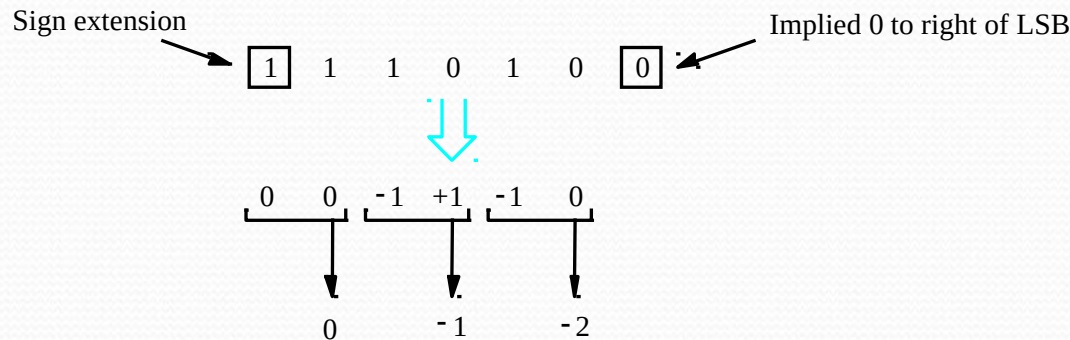 Sign extension
Implied 0 to right of LSB
1 1 1 0 1 0 0
0 0 -1 +1 -1 0
0 -1 -2